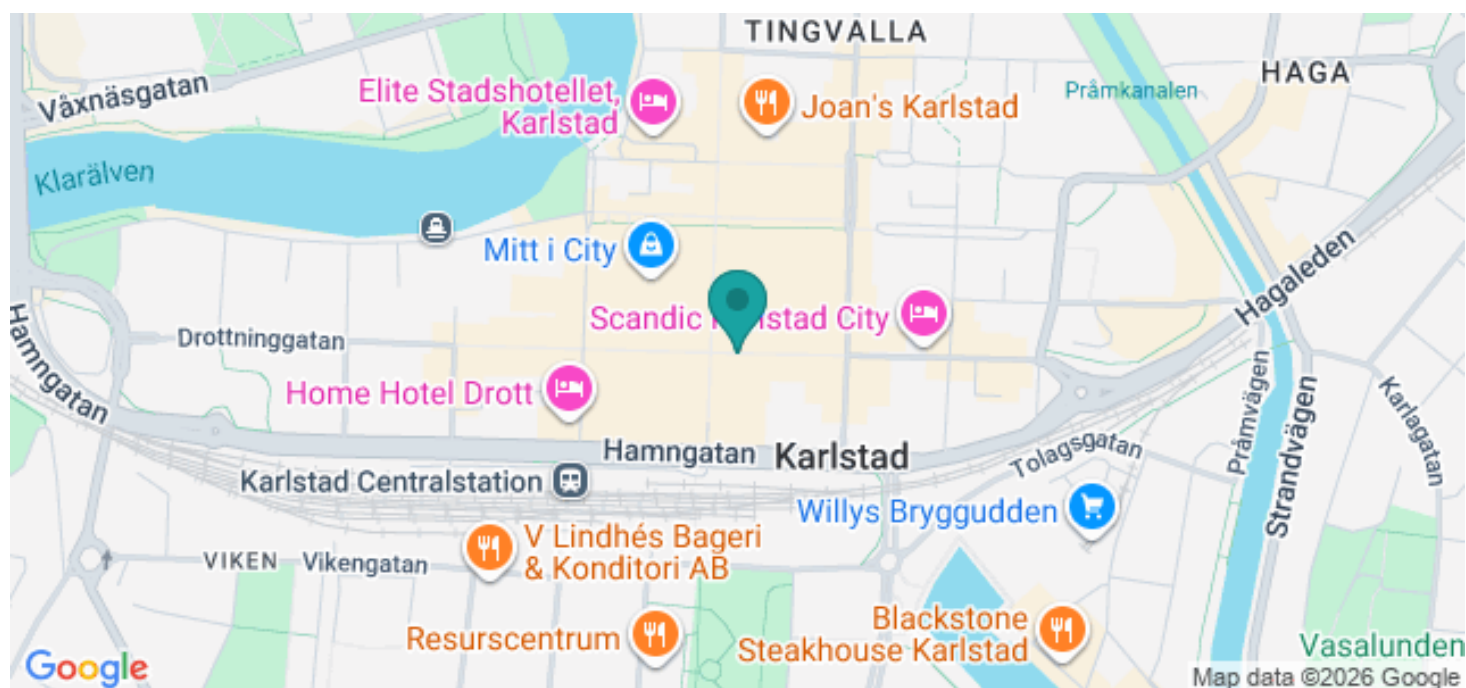 TINGVALLA
HAGA
Våxnäsgatan
Elite Stadshotellet,
Karlstad
Joan's Karlstad
Pråmkanalen
Klarälven
Mitt i City
Hagaleden
Scandic Karlstad City
Drottninggatan
Hamngatan
Home Hotel Drott
Pråmvägen
Strandvägen
Karlagatan
Hamngatan
Karlstad
Tolagsgatan
Karlstad Centralstation
Willys Bryggudden
V Lindhés Bageri
& Konditori AB
VIKEN
Vikengatan
Resurscentrum
Blackstone
Steakhouse Karlstad
Vasalunden
Google
Map data ©2026 Google